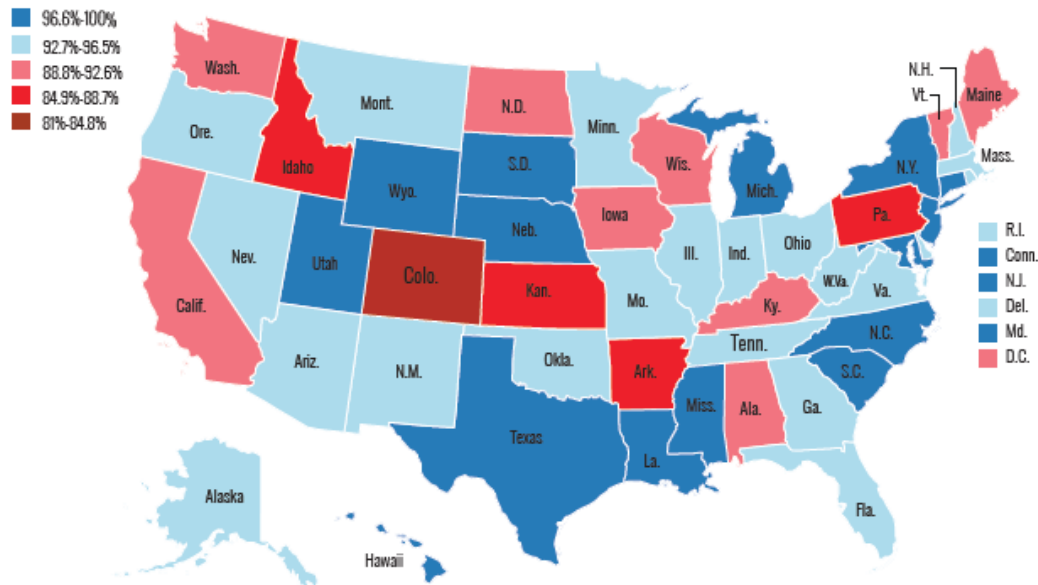 96.6%-100%
92.7%-96.5%
88.8%-92.6%
84.9%-88.7%
81%-84.8%
Wash.
Ore.
Idaho
Mont.
N.D.
Minn.
Wis.
Mich.
N.H.
Vt.
Maine
Mass.
N.Y.
Wyo.
S.D.
Neb.
Iowa
Pa.
Calif.
Nev.
Utah
Colo.
Kan.
Mo.
Ill.
Ind.
Ohio
W.Va.
Va.
Ky.
R.I.
Conn.
N.J.
Del.
Md.
D.C.
Ariz.
N.M.
Okla.
Ark.
Tenn.
N.C.
S.C.
Texas
La.
Miss.
Ala.
Ga.
Fla.
Alaska
Hawaii